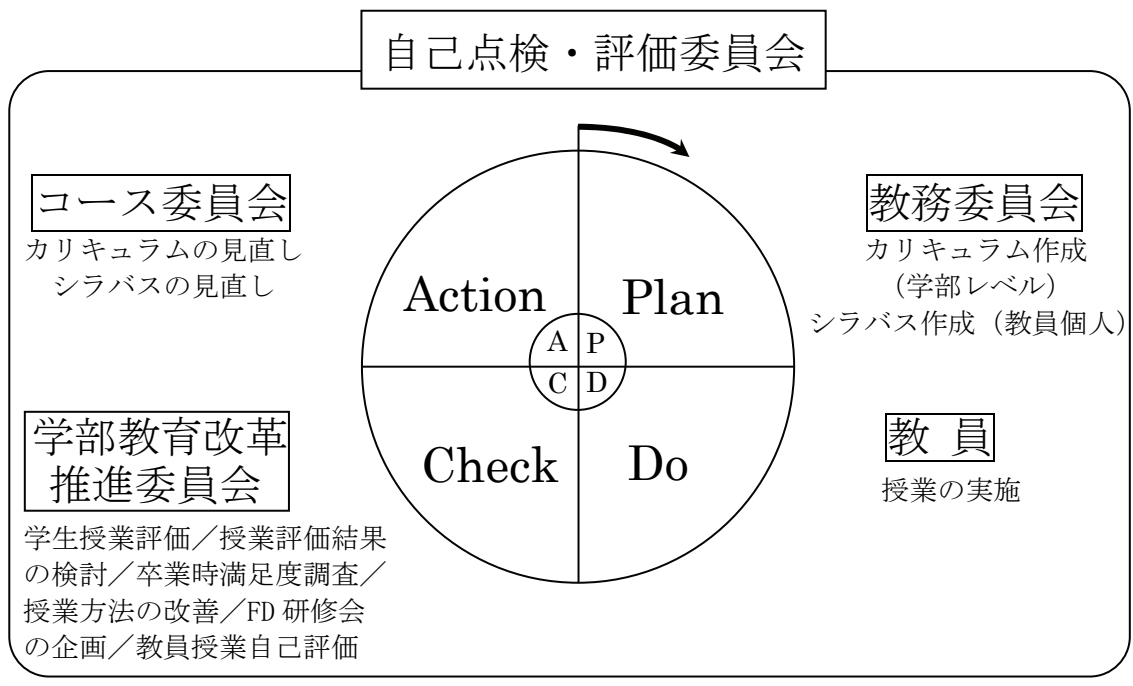 自己点検・評価委員会
コース委員会
カリキュラムの見直し
シラバスの見直し
教務委員会
カリキュラム作成
（学部レベル）
シラバス作成（教員個人）
Action
Plan
A
P
C
D
Check
Do
学部教育改革
推進委員会
学生授業評価／授業評価結果
の検討／卒業時満足度調査／
授業方法の改善／FD 研修会
の企画／教員授業自己評価
教 員
授業の実施